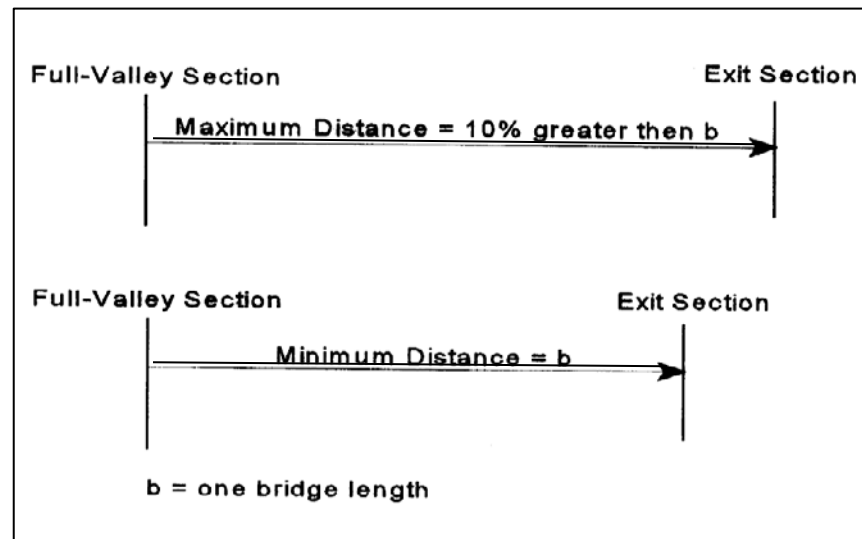 Full-Valley Section
Exit Section
Maximum Distance = 10% greater then b
Full-Valley Section
Exit Section
Minimum Distance = b
b = one bridge length